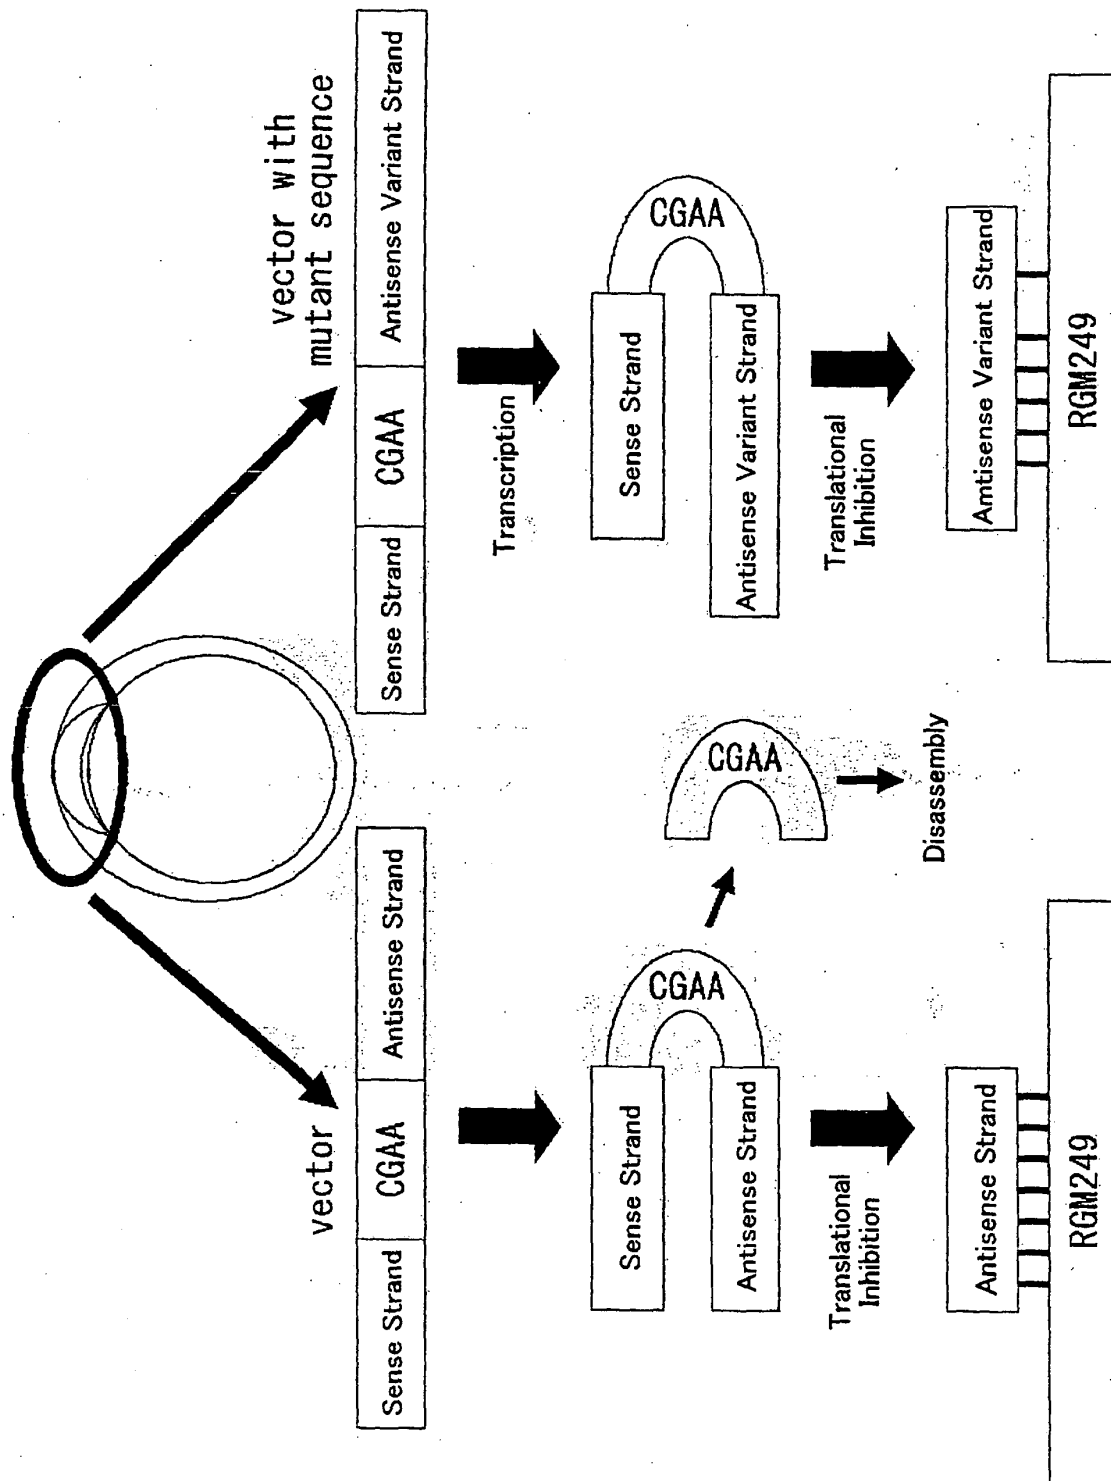 vector
vector with
mutant sequence
Sense Strand
CGAA
Antisense Strand
Sense Strand
CGAA
Antisense Variant Strand
Transcription
Sense Strand
CGAA
Antisense Strand
CGAA
Disassembly
Sense Strand
CGAA
Antisense Variant Strand
Translational
Inhibition
Translational
Inhibition
Antisense Strand
RGM249
Amtisense Variant Strand
RGM249